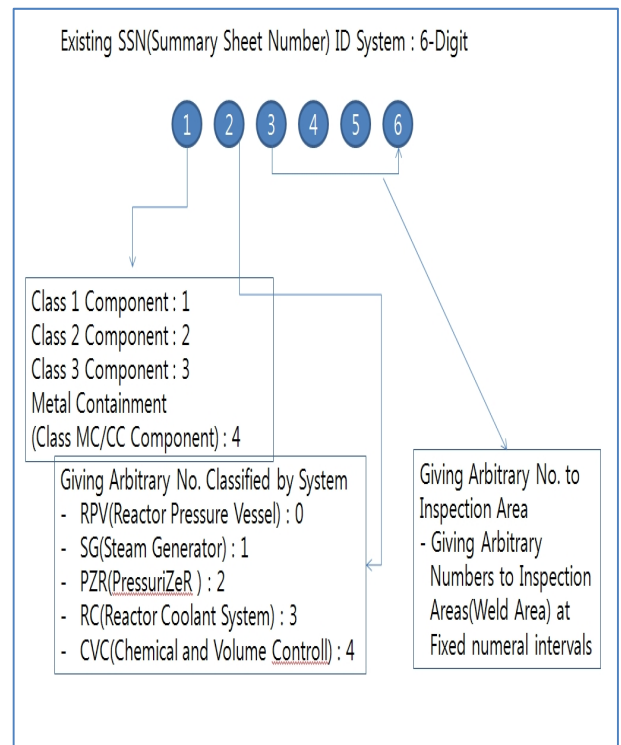 Existing SSN(Summary Sheet Number) ID System : 6-Digit
1 2 3 4 5 6
Class 1 Component : 1
Class 2 Component : 2
Class 3 Component : 3
Metal Containment
(Class MC/CC Component) : 4
Giving Arbitrary No. Classified by System
- RPV(Reactor Pressure Vessel) : 0
- SG(Steam Generator) : 1
- PZR(PressuriZeR ) : 2
- RC(Reactor Coolant System) : 3
- CVC(Chemical and Volume Controll) : 4
Giving Arbitrary No. to
Inspection Area
- Giving Arbitrary
Numbers to Inspection
Areas(Weld Area) at
Fixed numeral intervals